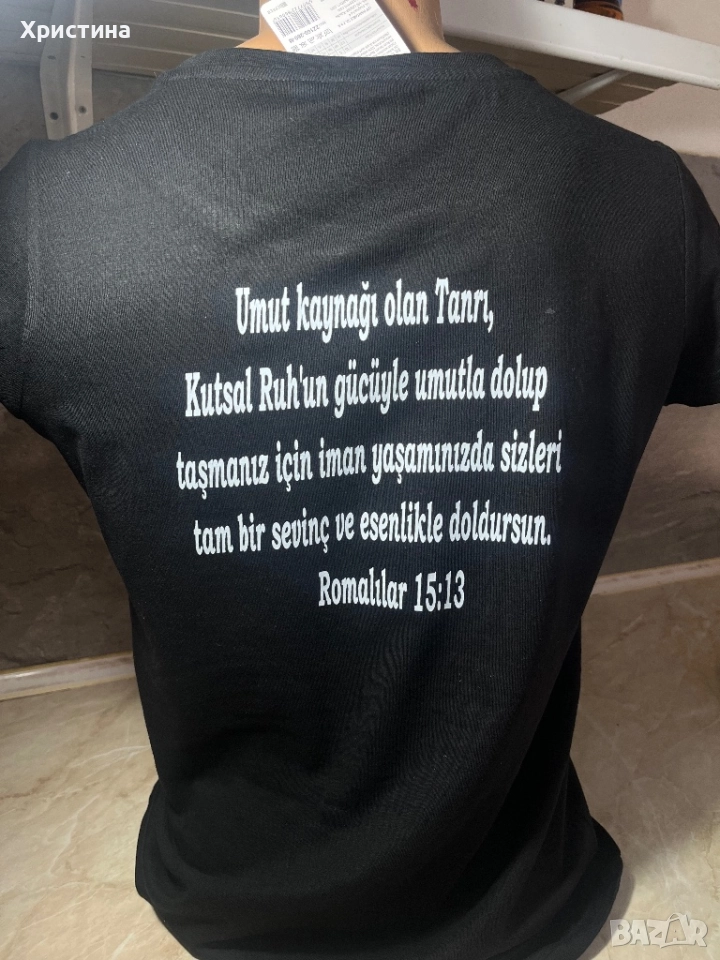 Христина
Umut kaynağı olan Tanrı,
Kutsal Ruh'un gücüyle umutla dolup
taşmanız için iman yaşamınızda sizleri
tam bir sevinç ve esenlikle doldursun.
Romalılar 15:13
BAZAR